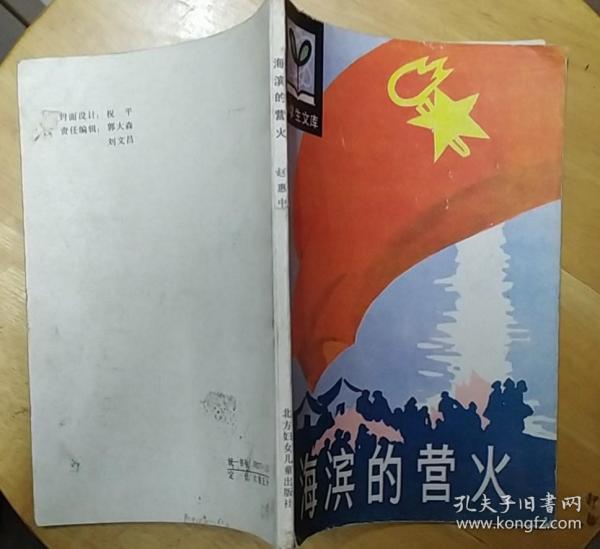 封面设计：祝平
责任编辑：郭大森
刘文昌
海滨的营火
赵惠中
北方妇女儿童出版社
生文库
海滨的营火
孔夫子旧书网
www.kongfz.com